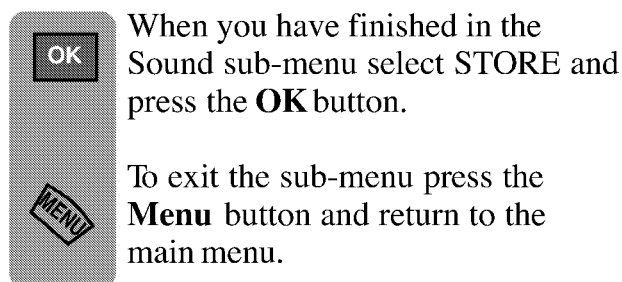 OK
When you have finished in the
Sound sub-menu select STORE and
press the OK button.
MENU
To exit the sub-menu press the
Menu button and return to the
main menu.